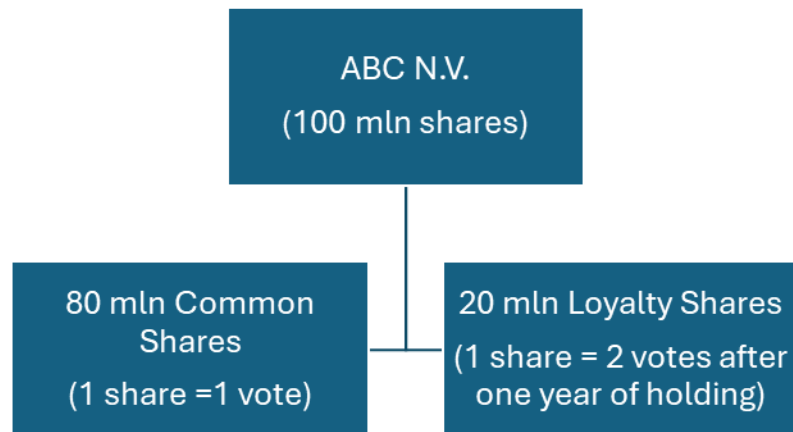 ABC N.V.
(100 mln shares)
80 mln Common
Shares
(1 share =1 vote)
20 mln Loyalty Shares
(1 share = 2 votes after
one year of holding)